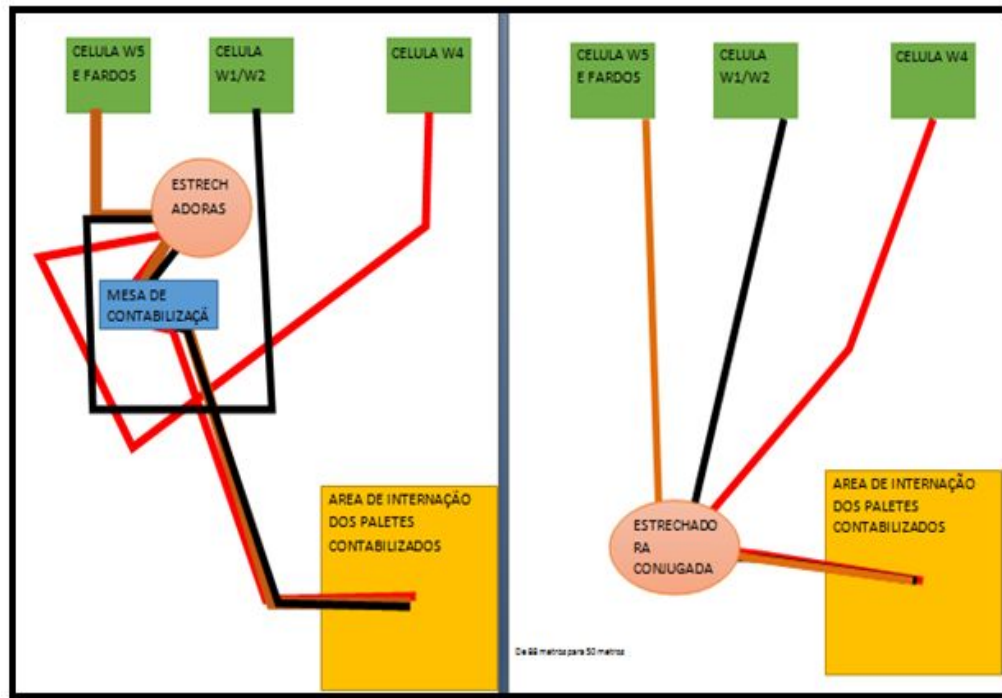 CELULA W5
E FARDOS
CELULA
W1/W2
CELULA W4
ESTRECH
ADORAS
MESA DE
CONTABILIZAÇÃ
AREA DE INTERNAÇÃO
DOS PALETES
CONTABILIZADOS
CELULA W5
E FARDOS
CELULA
W1/W2
CELULA W4
ESTRECHADO
RA
CONJUGADA
AREA DE INTERNAÇÃO
DOS PALETES
CONTABILIZADOS
De metros para 50 metros